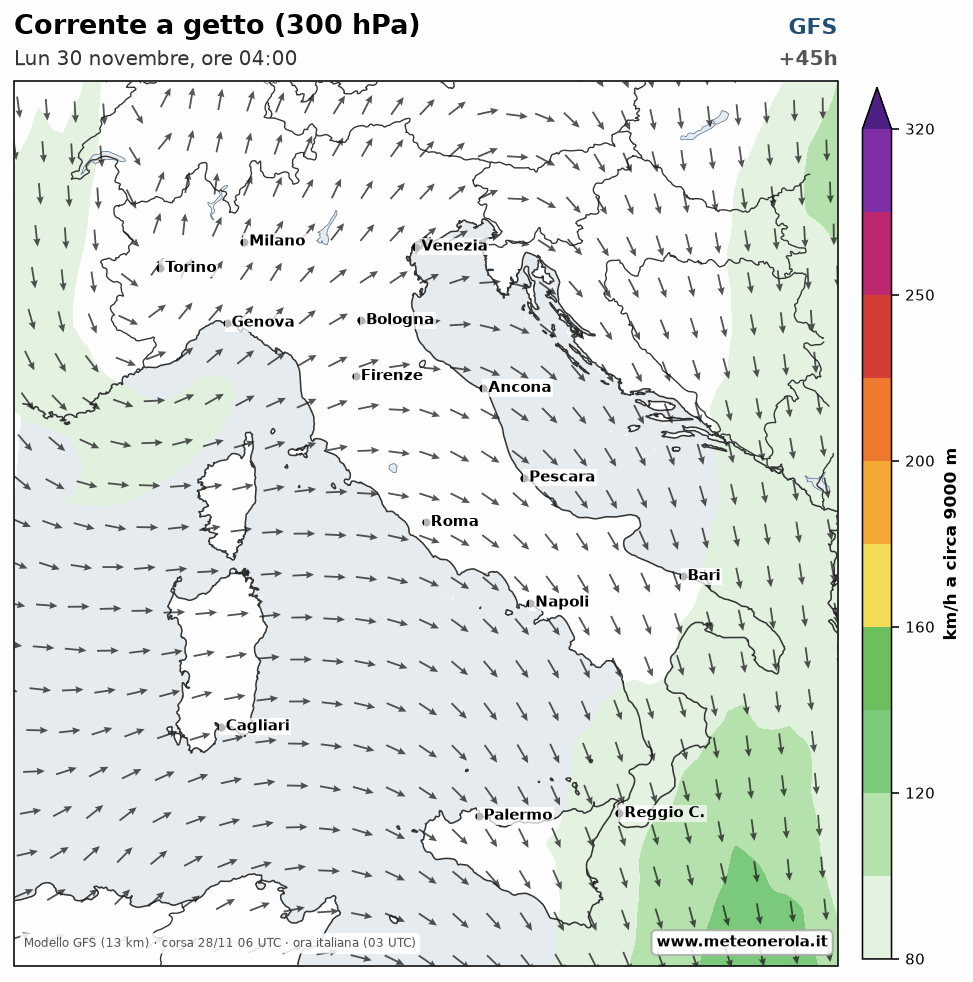 Corrente a getto (300 hPa)
GFS
Lun 30 novembre, ore 04:00
+45h
Milano
Venezia
Torino
Genova
Bologna
Firenze
Ancona
Pescara
Roma
Bari
Napoli
Cagliari
Palermo
Reggio C.
Modello GFS (13 km) · corsa 28/11 06 UTC · ora italiana (03 UTC)
www.meteonerola.it
320
250
200
160
120
80
km/h a circa 9000 m